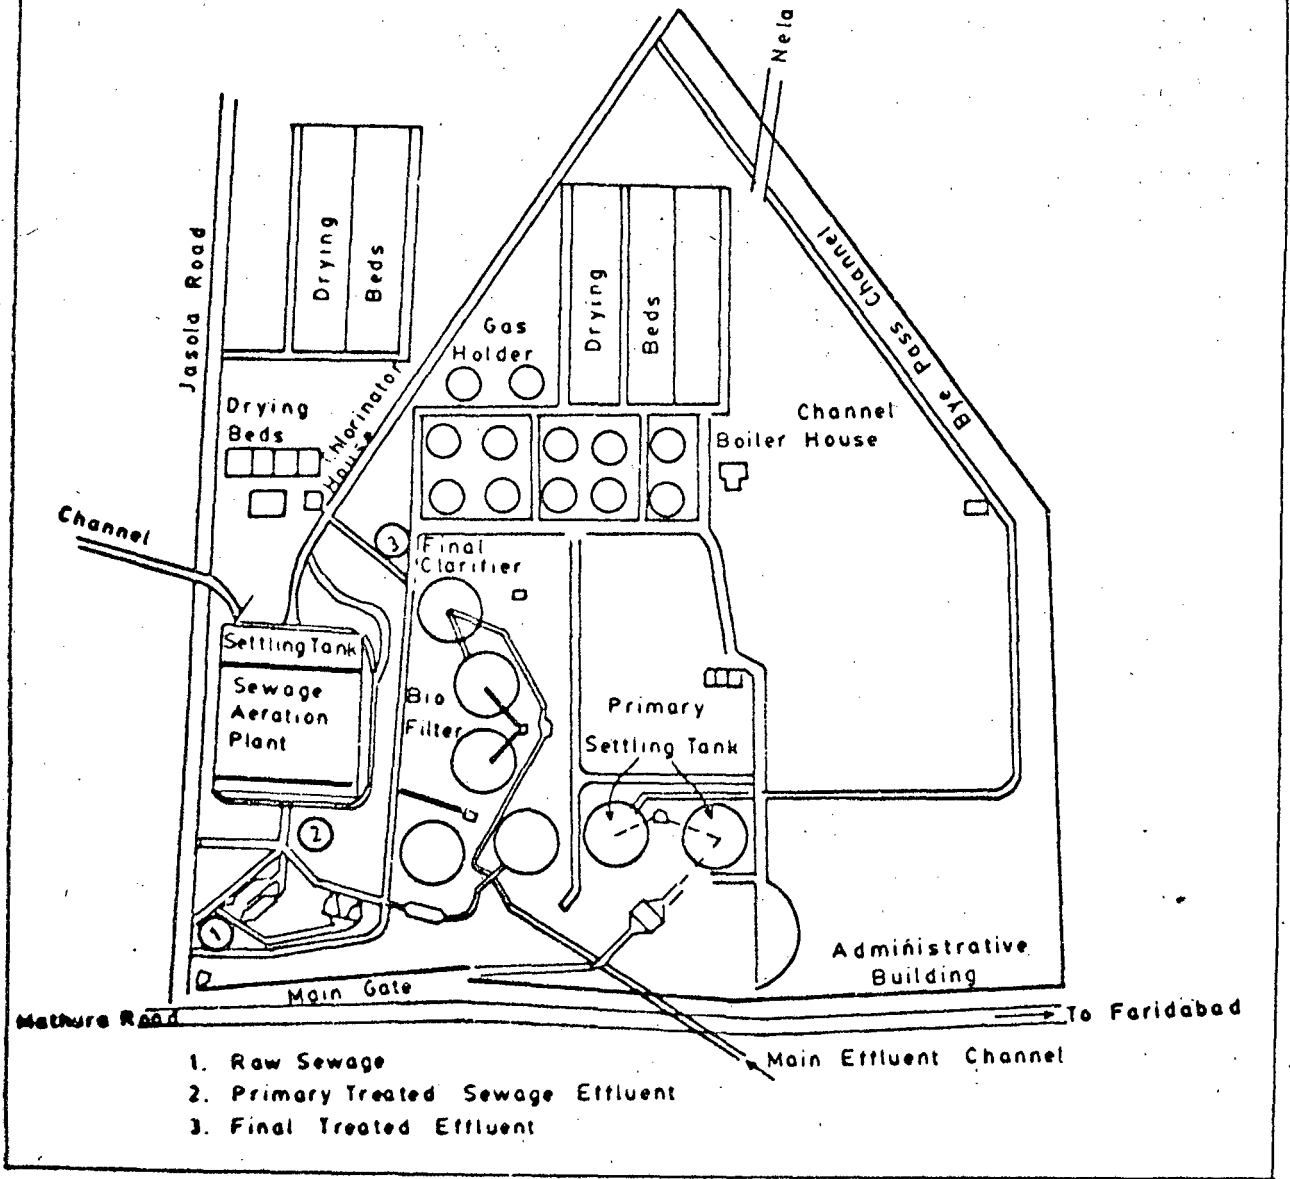 Nela
Jasola Road
Drying
Beds
Drying
Beds
Bye Pass Channel
Gas
Holder
Drying
Beds
Chlorinator
House
Channel
Boiler House
Channel
3
Final
Clarifier
Settling Tank
Sewage
Aeration
Plant
Bio
Filter
Primary
Settling Tank
2
1
Administrative
Building
Main Gate
Mathura Road
To Faridabad
Main Effluent Channel
1. Raw Sewage
2. Primary Treated Sewage Effluent
3. Final Treated Effluent